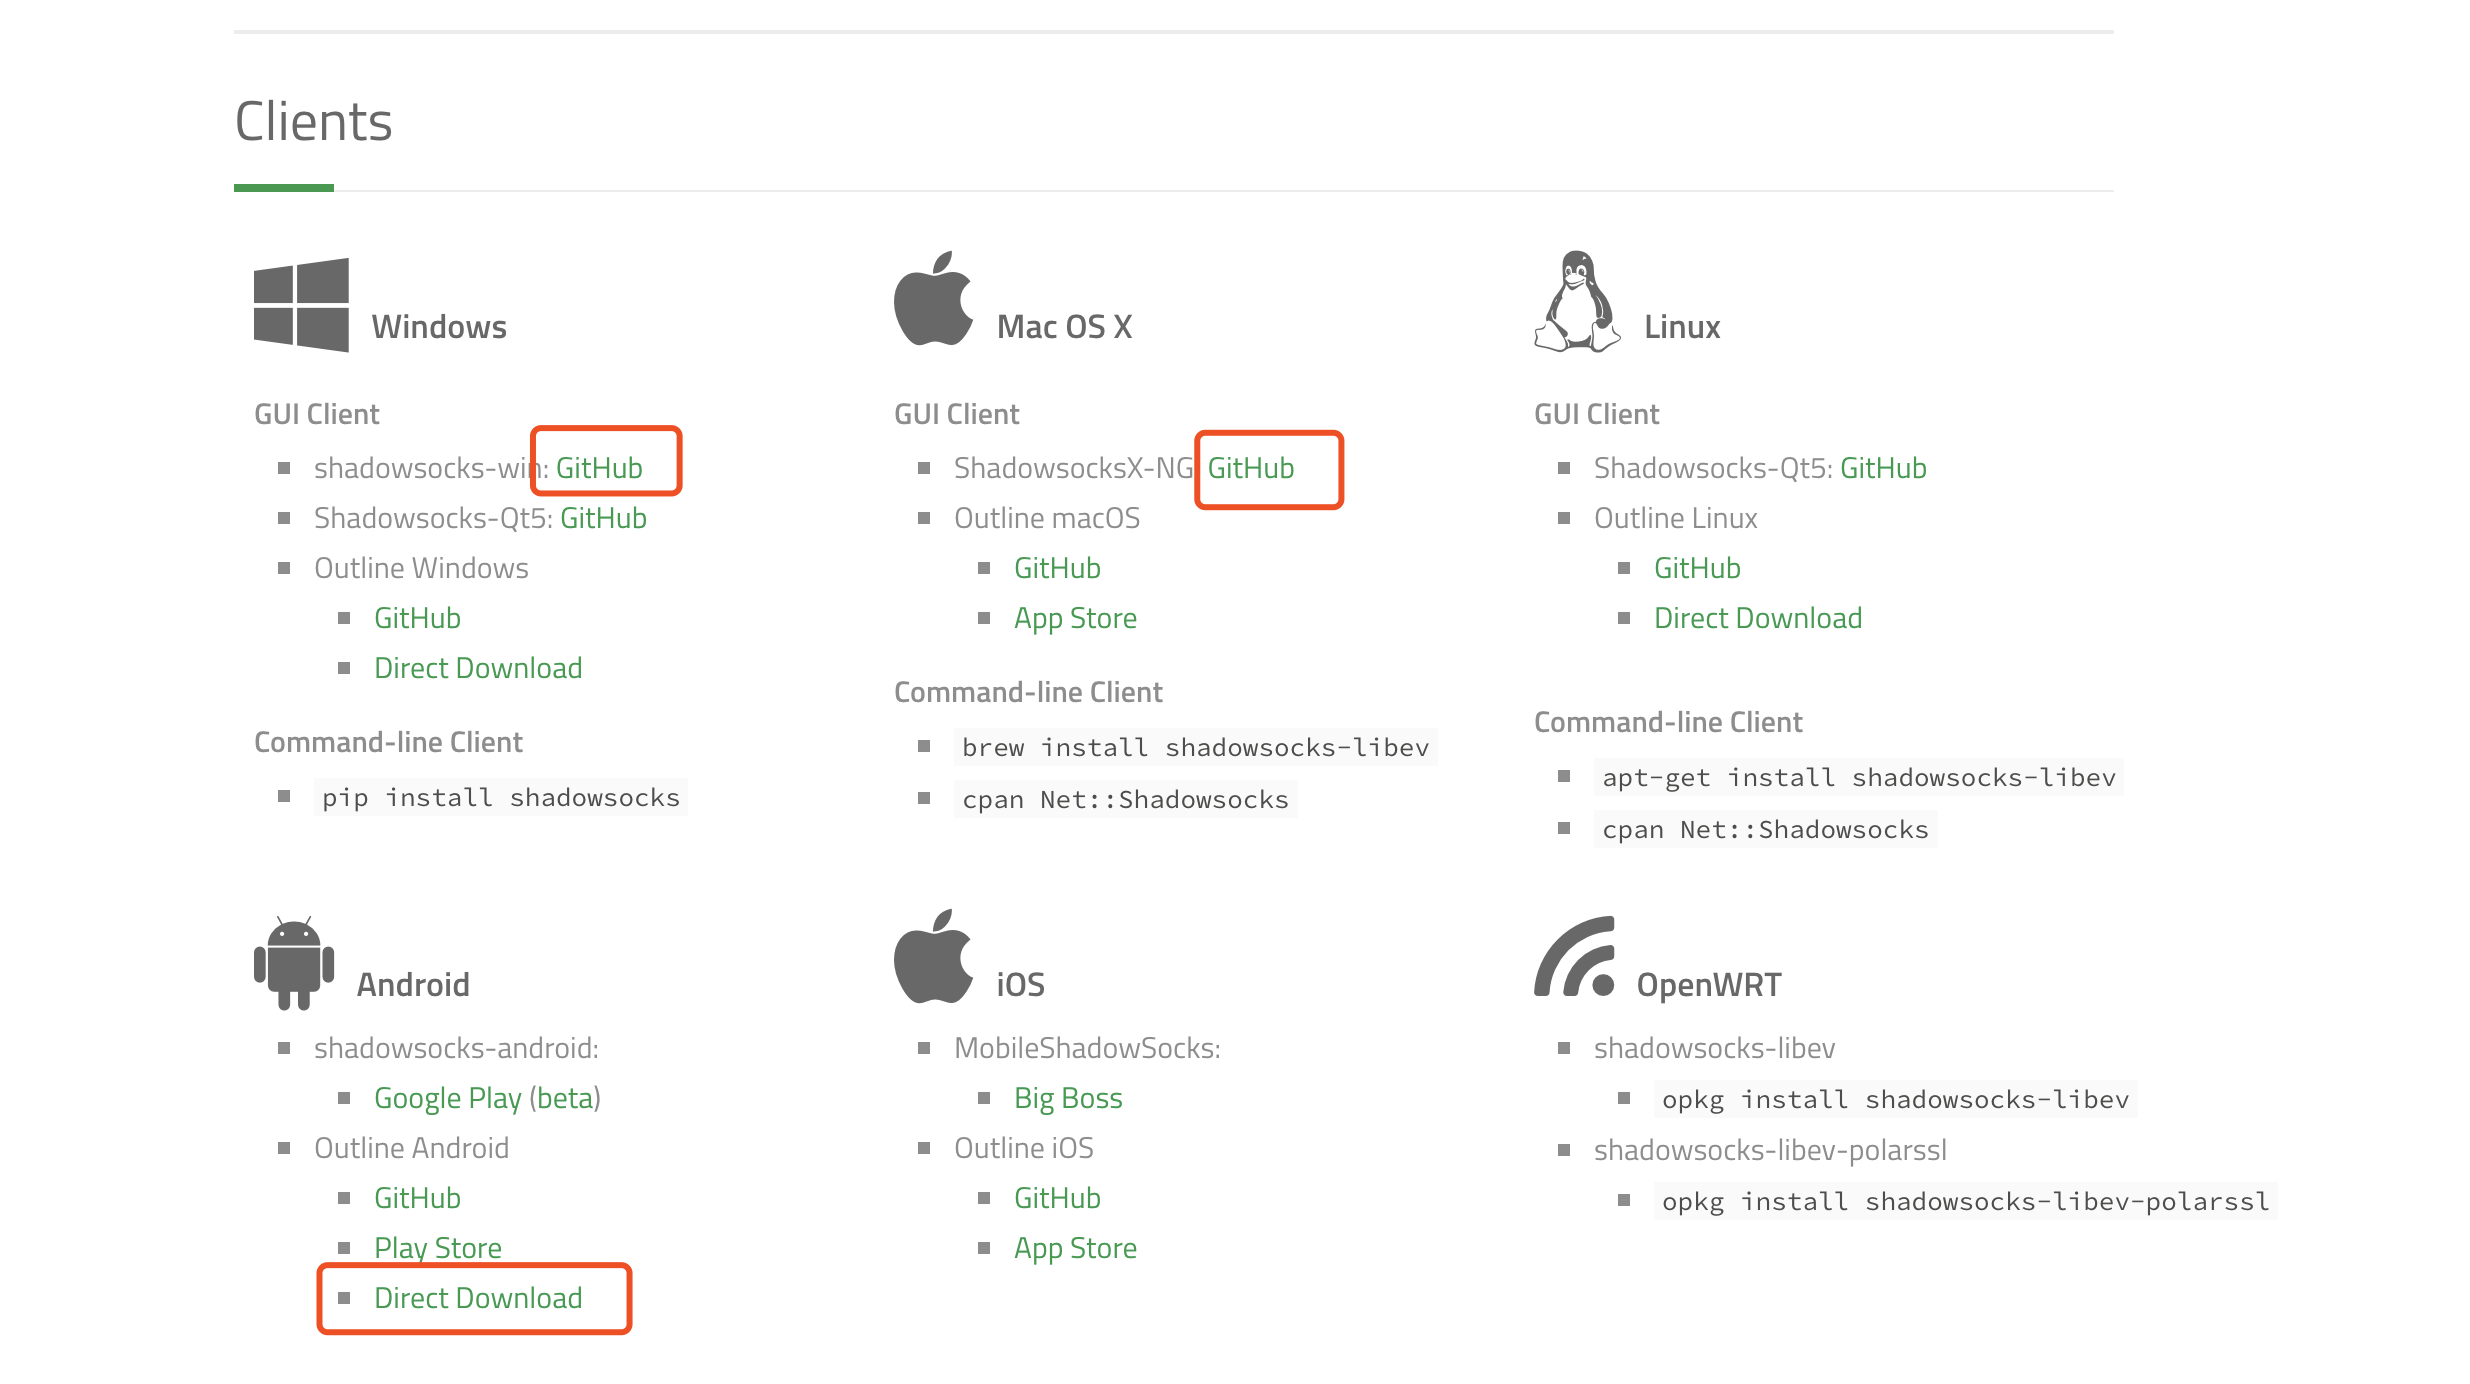 Clients
Windows
GUI Client
shadowsocks-win: GitHub
Shadowsocks-Qt5: GitHub
Outline Windows
GitHub
Direct Download
Command-line Client
pip install shadowsocks
Mac OS X
GUI Client
ShadowsocksX-NG GitHub
Outline macOS
GitHub
App Store
Command-line Client
brew install shadowsocks-libev
cpan Net::Shadowsocks
Linux
GUI Client
Shadowsocks-Qt5: GitHub
Outline Linux
GitHub
Direct Download
Command-line Client
apt-get install shadowsocks-libev
cpan Net::Shadowsocks
Android
shadowsocks-android:
Google Play (beta)
Outline Android
GitHub
Play Store
Direct Download
iOS
MobileShadowSocks:
Big Boss
Outline iOS
GitHub
App Store
OpenWRT
shadowsocks-libev
opkg install shadowsocks-libev
shadowsocks-libev-polarssl
opkg install shadowsocks-libev-polarssl